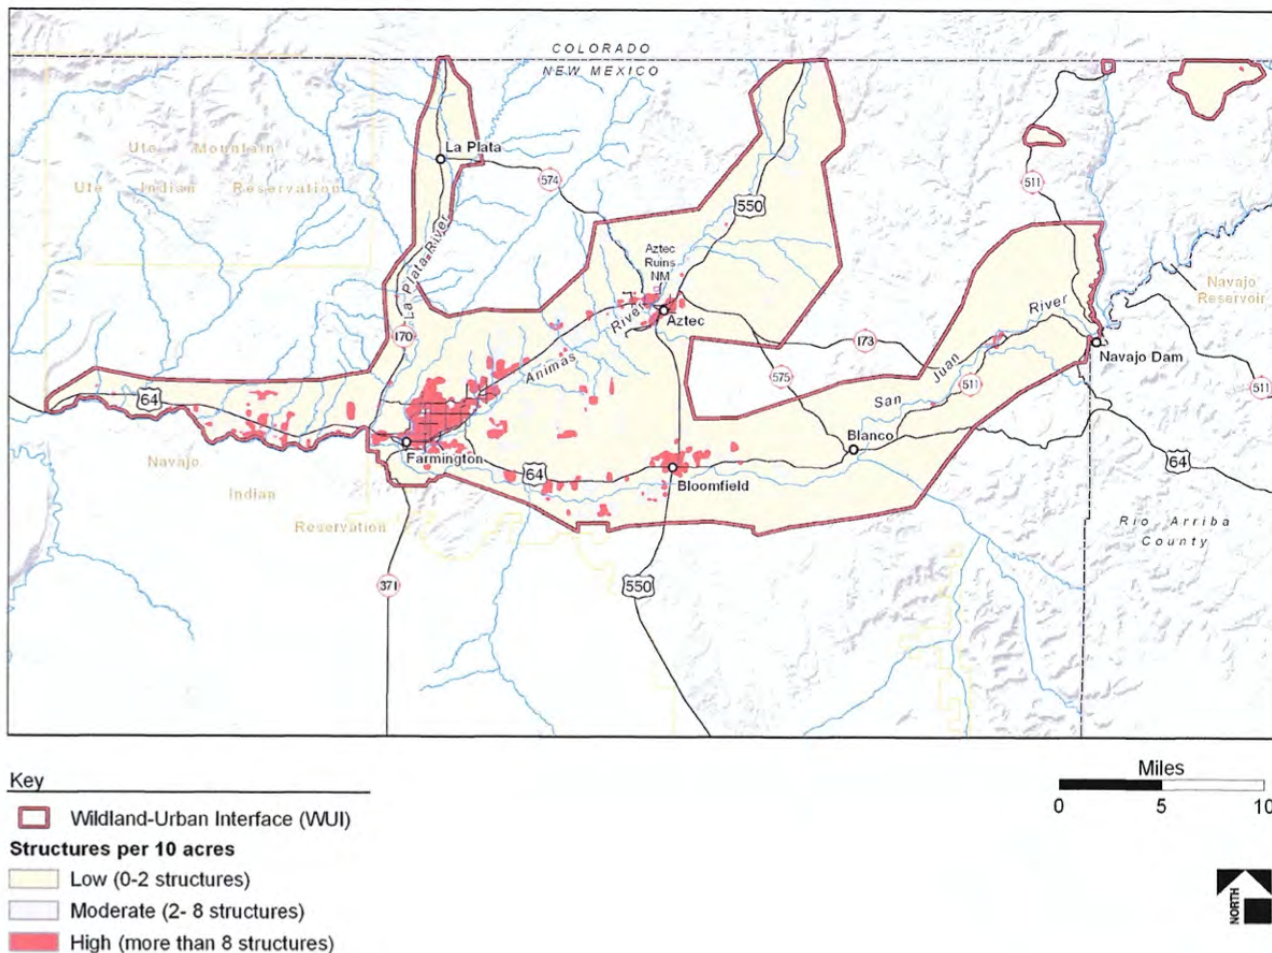 COLORADO
NEW MEXICO
Ute Mountain
Ute Indian Reservation
La Plata
574
550
511
La Plata River
Aztec
Ruins
NM
Navajo
Reservoir
River
Aztec
170
Animas
173
Juan
River
Navajo Dam
575
San
511
511
64
Blanco
Farmington
64
Bloomfield
64
Navajo
Indian
Reservation
Rio Arriba
County
371
550
Key
Wildland-Urban Interface (WUI)
Structures per 10 acres
Low (0-2 structures)
Moderate (2- 8 structures)
High (more than 8 structures)
Miles
0 5 10
NORTH